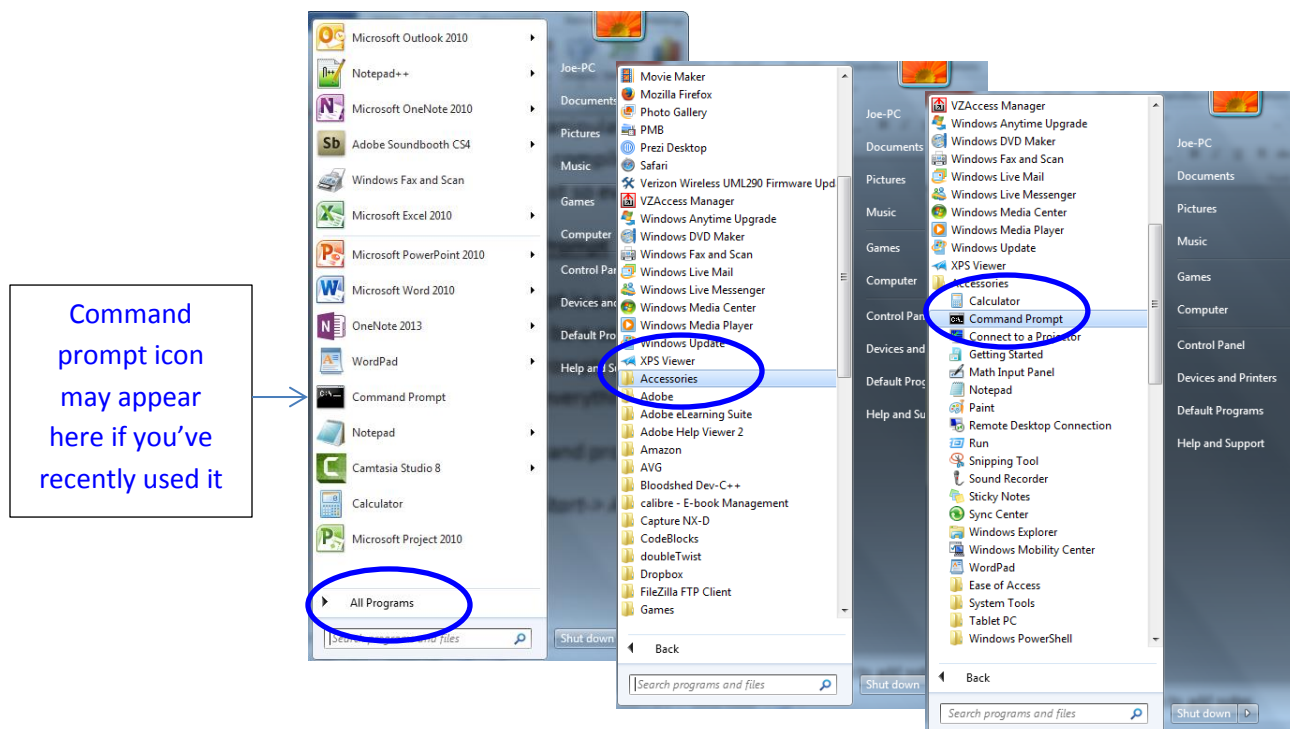 Command
prompt icon
may appear
here if you've
recently used it
Microsoft Outlook 2010
Notepad++
Microsoft OneNote 2010
Adobe Soundbooth CS4
Windows Fax and Scan
Microsoft Excel 2010
Microsoft PowerPoint 2010
Microsoft Word 2010
OneNote 2013
WordPad
Command Prompt
Notepad
Camtasia Studio 8
Calculator
Microsoft Project 2010
All Programs
Search programs and files
Joe-PC
Documents
Pictures
Music
Games
Computer
Control Par
Devices and
Default Pro
Help and S
Shut down
Movie Maker
Mozilla Firefox
Photo Gallery
PMB
Prezi Desktop
Safari
Verizon Wireless UML290 Firmware Upd
VZAccess Manager
Windows Anytime Upgrade
Windows DVD Maker
Windows Fax and Scan
Windows Live Mail
Windows Live Messenger
Windows Media Center
Windows Media Player
Windows Update
XPS Viewer
Accessories
Adobe
Adobe eLearning Suite
Adobe Help Viewer 2
Amazon
AVG
Bloodshed Dev-C++
calibre - E-book Management
Capture NX-D
CodeBlocks
doubleTwist
Dropbox
FileZilla FTP Client
Games
Back
Search programs and files
Joe-PC
Documents
Pictures
Music
Games
Computer
Control Pan
Devices and
Default Prog
Help and Su
Shut down
VZAccess Manager
Windows Anytime Upgrade
Windows DVD Maker
Windows Fax and Scan
Windows Live Mail
Windows Live Messenger
Windows Media Center
Windows Media Player
Windows Update
XPS Viewer
Accessories
Calculator
Command Prompt
Connect to a Projector
Getting Started
Math Input Panel
Notepad
Paint
Remote Desktop Connection
Run
Snipping Tool
Sound Recorder
Sticky Notes
Sync Center
Windows Explorer
Windows Mobility Center
WordPad
Ease of Access
System Tools
Tablet PC
Windows PowerShell
Back
Search programs and files
Joe-PC
Documents
Pictures
Music
Games
Computer
Control Panel
Devices and Printers
Default Programs
Help and Support
Shut down